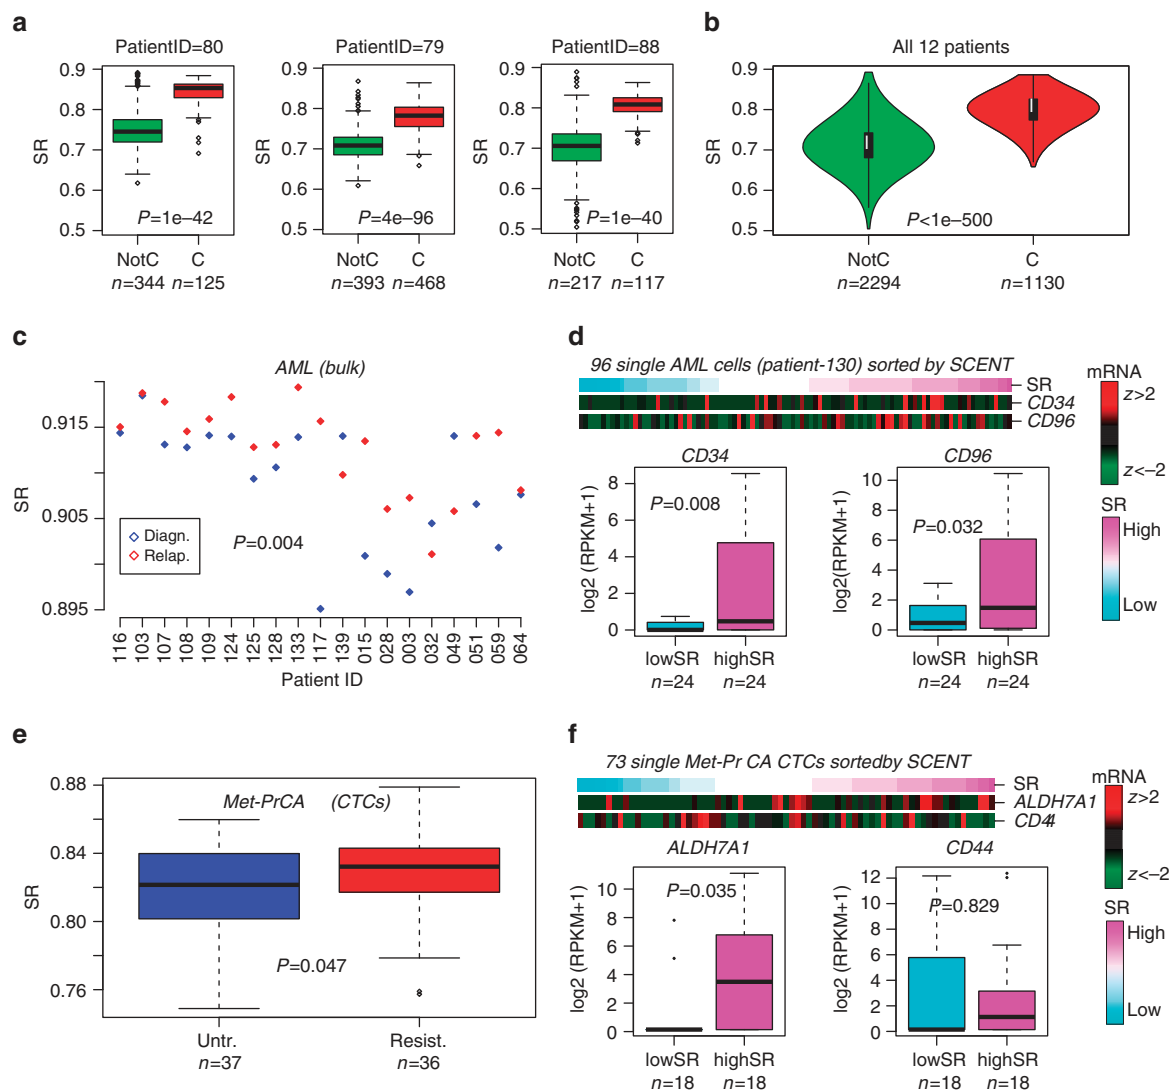 a
PatientID=80
PatientID=79
PatientID=88
SR
0.9
0.8
0.7
0.6
0.5
P=1e–42
NotC C
n=344 n=125
SR
0.9
0.8
0.7
0.6
0.5
P=4e–96
NotC C
n=393 n=468
SR
0.9
0.8
0.7
0.6
0.5
P=1e–40
NotC C
n=217 n=117
b
All 12 patients
SR
0.9
0.8
0.7
0.6
0.5
P<1e–500
NotC C
n=2294 n=1130
c
AML (bulk)
SR
0.915
0.905
0.895
Diagn.
Relap.
P=0.004
116 103 107 108 109 124 125 128 133 117 139 015 028 003 032 049 051 059 064
Patient ID
d
96 single AML cells (patient-130) sorted by SCENT
SR
CD34
CD96
mRNA
z>2
z<–2
SR
High
Low
CD34
log2 (RPKM+1)
8
6
4
2
0
P=0.008
lowSR highSR
n=24 n=24
CD96
log2(RPKM+1)
10
8
6
4
2
0
P=0.032
lowSR highSR
n=24 n=24
e
Met-PrCA (CTCs)
SR
0.88
0.84
0.80
0.76
P=0.047
Untr. Resist.
n=37 n=36
f
73 single Met-Pr CA CTCs sortedby SCENT
SR
ALDH7A1
CD44
mRNA
z>2
z<–2
SR
High
Low
ALDH7A1
log2 (RPKM+1)
10
8
6
4
2
0
P=0.035
lowSR highSR
n=18 n=18
CD44
log2 (RPKM+1)
12
10
8
6
4
2
0
P=0.829
lowSR highSR
n=18 n=18